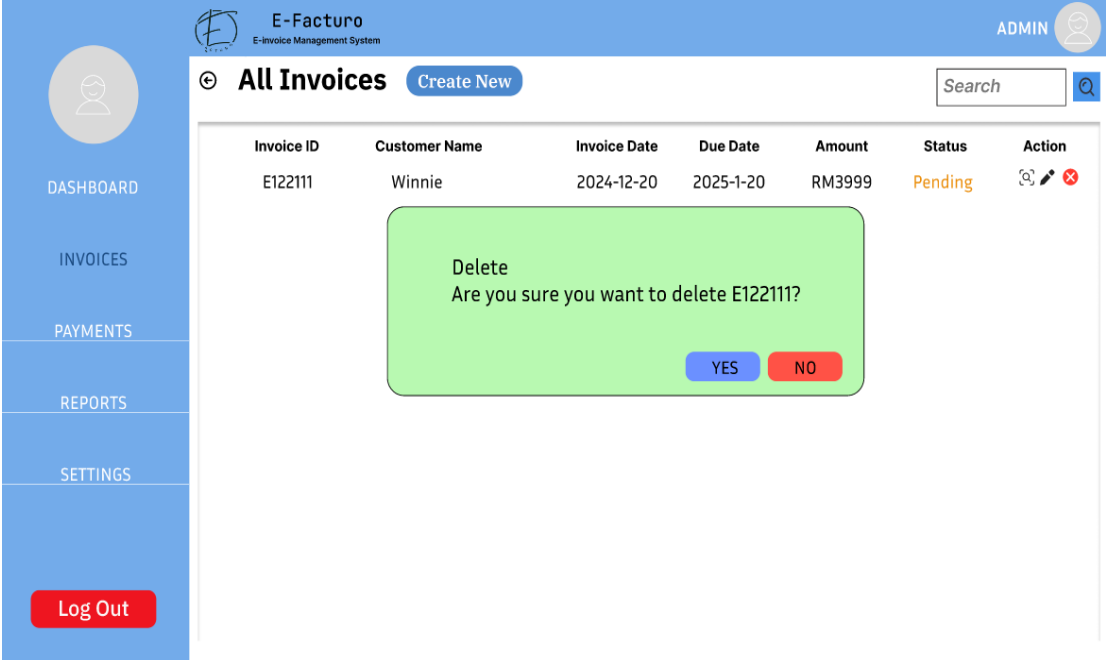 E-Facturo
E-invoice Management System
ADMIN
All Invoices
Create New
Search
DASHBOARD
INVOICES
PAYMENTS
REPORTS
SETTINGS
Log Out
Invoice ID Customer Name Invoice Date Due Date Amount Status Action
E122111 Winnie 2024-12-20 2025-1-20 RM3999 Pending
Delete
Are you sure you want to delete E122111?
YES NO